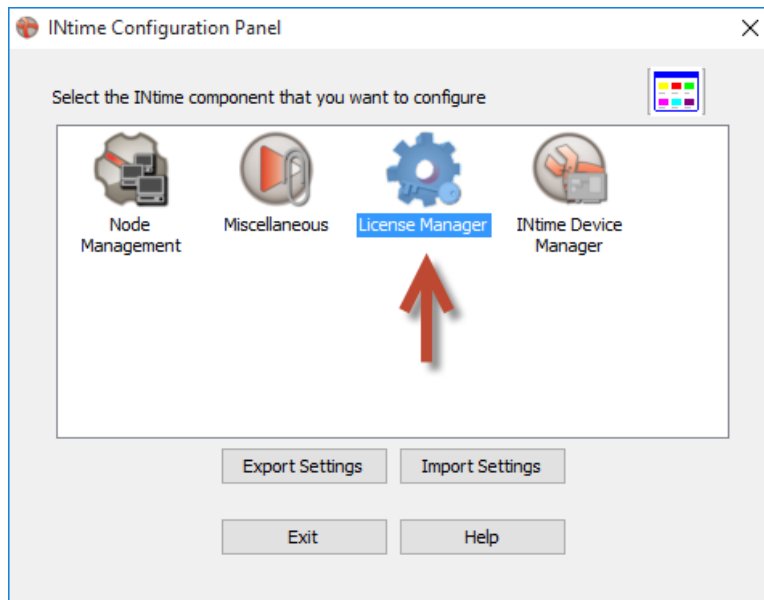 INtime Configuration Panel
Select the INtime component that you want to configure
Node
Management
Miscellaneous
License Manager
INtime Device
Manager
Export Settings
Import Settings
Exit
Help